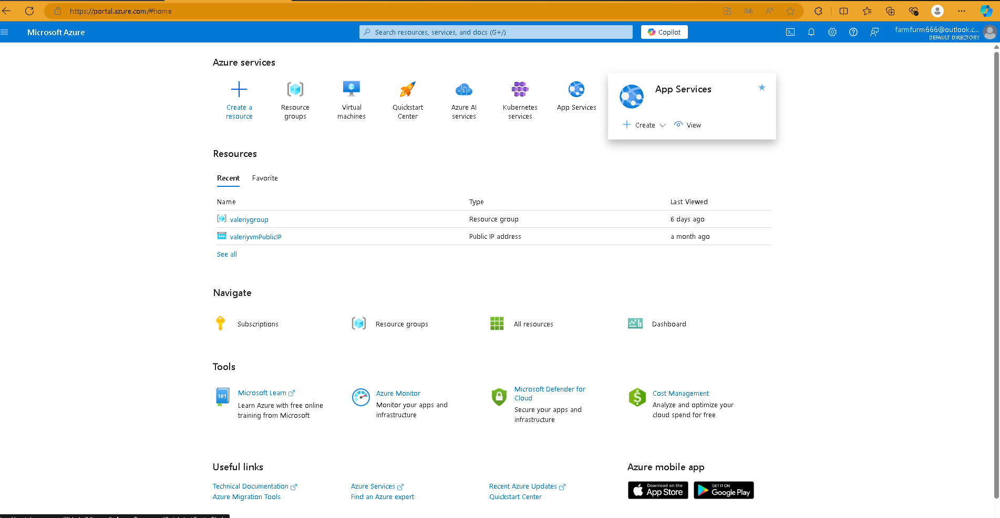 https://portal.azure.com/#home
Microsoft Azure
Search resources, services, and docs (G+/)
Copilot
farmfurm666@outlook.c...
DEFAULT DIRECTORY
Azure services
Create a
resource
Resource
groups
Virtual
machines
Quickstart
Center
Azure AI
services
Kubernetes
services
App Services
App Services
Create
View
Resources
Recent
Favorite
Name
Type
Last Viewed
valeriygroup
Resource group
6 days ago
valeriyvmPublicIP
Public IP address
a month ago
See all
Navigate
Subscriptions
Resource groups
All resources
Dashboard
Tools
101
Microsoft Learn
Learn Azure with free online
training from Microsoft
Azure Monitor
Monitor your apps and
infrastructure
Microsoft Defender for
Cloud
Secure your apps and
infrastructure
Cost Management
Analyze and optimize your
cloud spend for free
Useful links
Technical Documentation
Azure Migration Tools
Azure Services
Find an Azure expert
Recent Azure Updates
Quickstart Center
Azure mobile app
Download on the
App Store
GET IT ON
Google Play